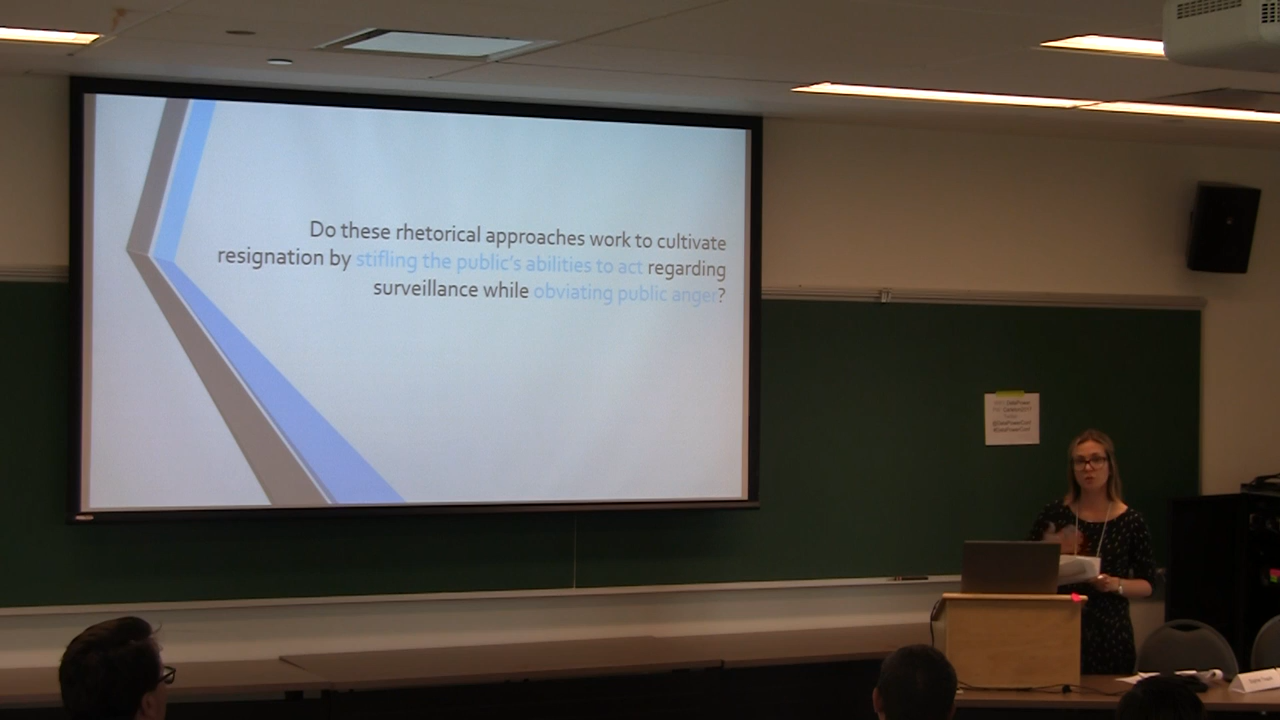 Do these rhetorical approaches work to cultivate
resignation by stifling the public's abilities to act regarding
surveillance while obviating public anger?